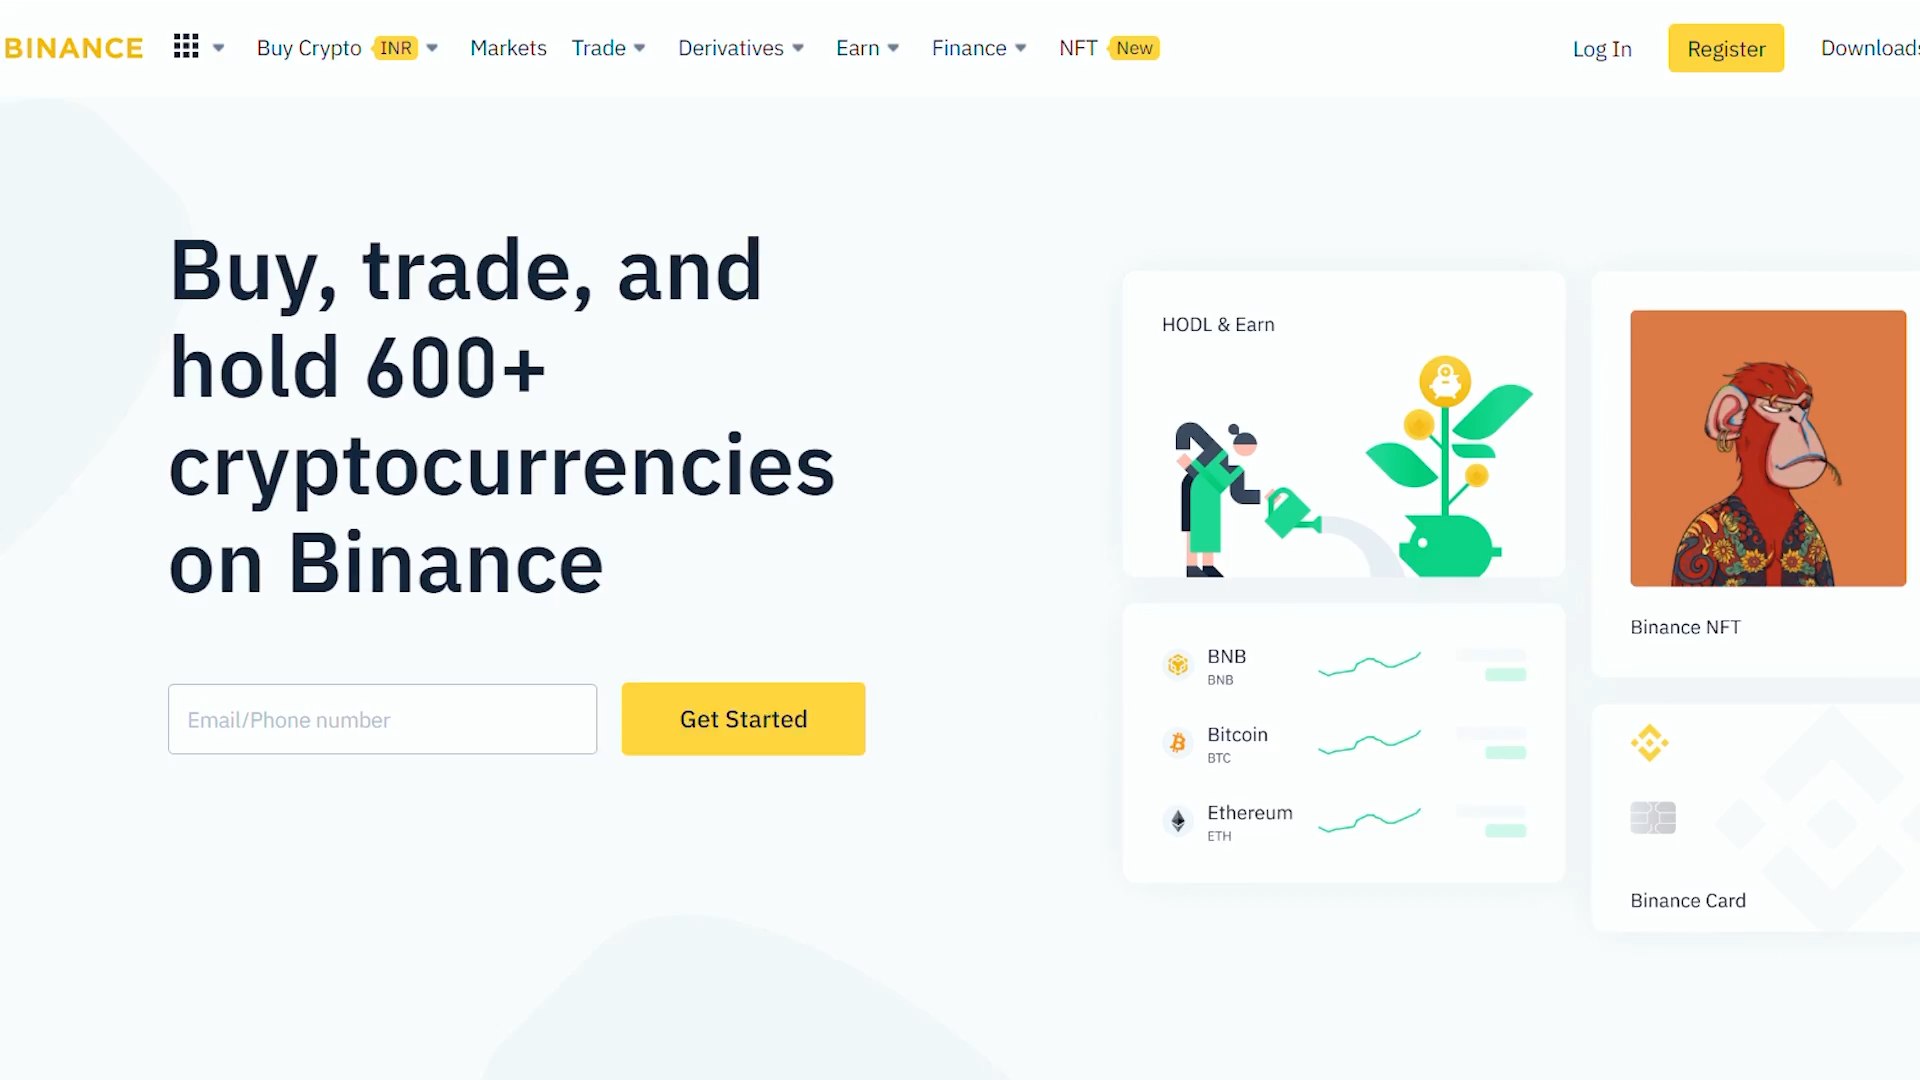 BINANCE
Buy Crypto INR Markets Trade Derivatives Earn Finance NFT New Log In Register Downloads
Buy, trade, and
hold 600+
cryptocurrencies
on Binance
Email/Phone number
Get Started
HODL & Earn
BNB
BNB
Bitcoin
BTC
Ethereum
ETH
Binance NFT
Binance Card